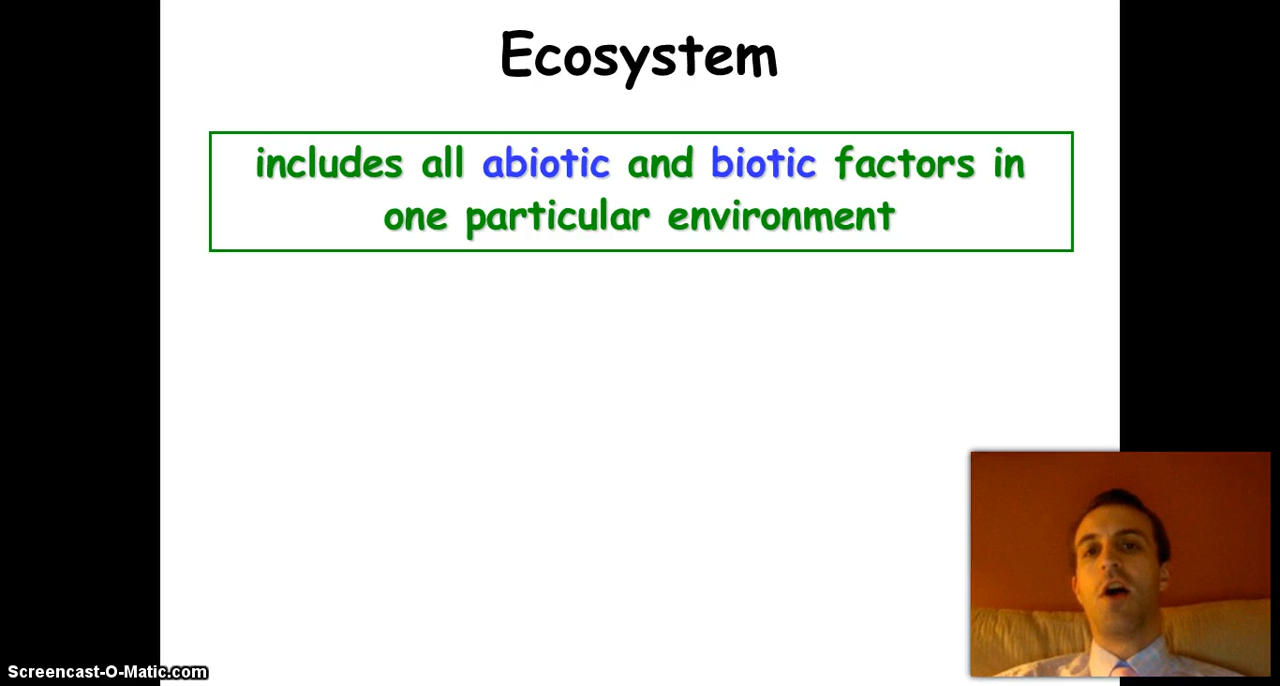 Ecosystem
includes all abiotic and biotic factors in
one particular environment
Screencast-O-Matic.com